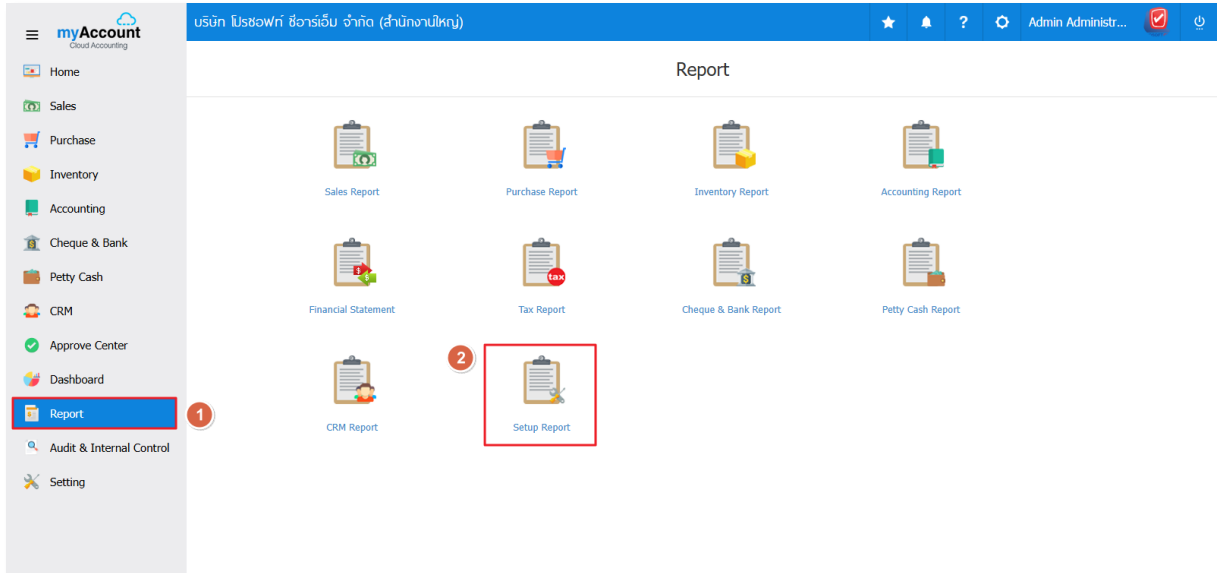 myAccount
Cloud Accounting
บริษัท โปรซอฟท์ ซีอาร์เอ็ม จำกัด (สำนักงานใหญ่)
?
Admin Administr...
Home
Sales
Purchase
Inventory
Accounting
Cheque & Bank
Petty Cash
CRM
Approve Center
Dashboard
Report
1
Audit & Internal Control
Setting
Report
Sales Report
Purchase Report
Inventory Report
Accounting Report
tax
Financial Statement
Tax Report
Cheque & Bank Report
Petty Cash Report
2
CRM Report
Setup Report